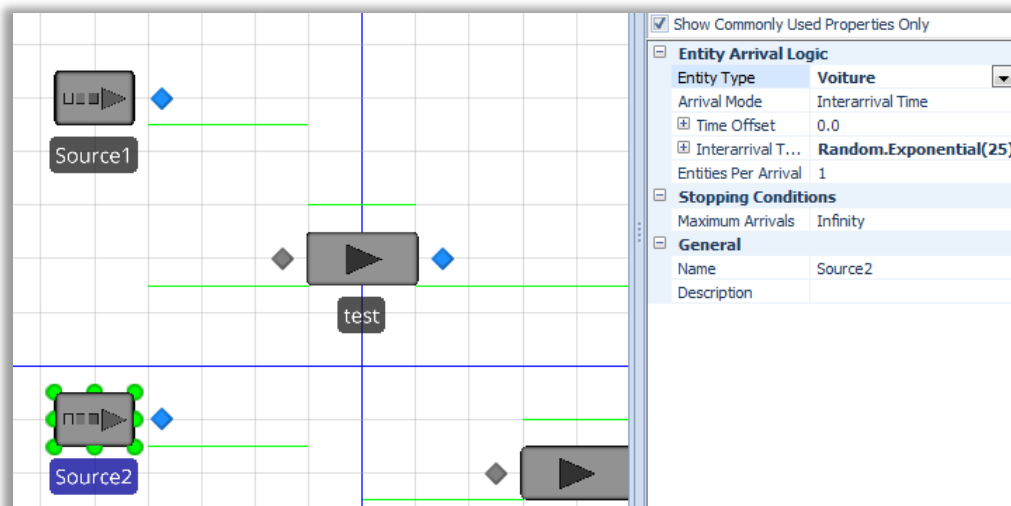 Show Commonly Used Properties Only
Entity Arrival Logic
Entity Type Voiture
Arrival Mode Interarrival Time
Time Offset 0.0
Interarrival T... Random.Exponential(25)
Entities Per Arrival 1
Stopping Conditions
Maximum Arrivals Infinity
General
Name Source2
Description
Source1
test
Source2